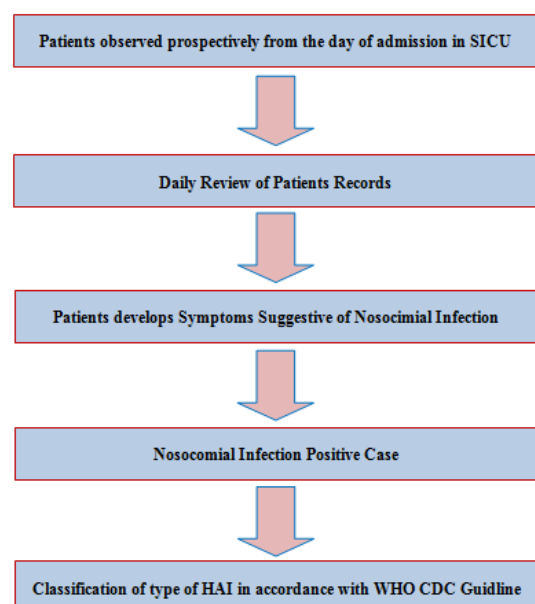 Patients observed prospectively from the day of admission in SICU
Daily Review of Patients Records
Patients develops Symptoms Suggestive of Nosocimial Infection
Nosocomial Infection Positive Case
Classification of type of HAI in accordance with WHO CDC Guidline